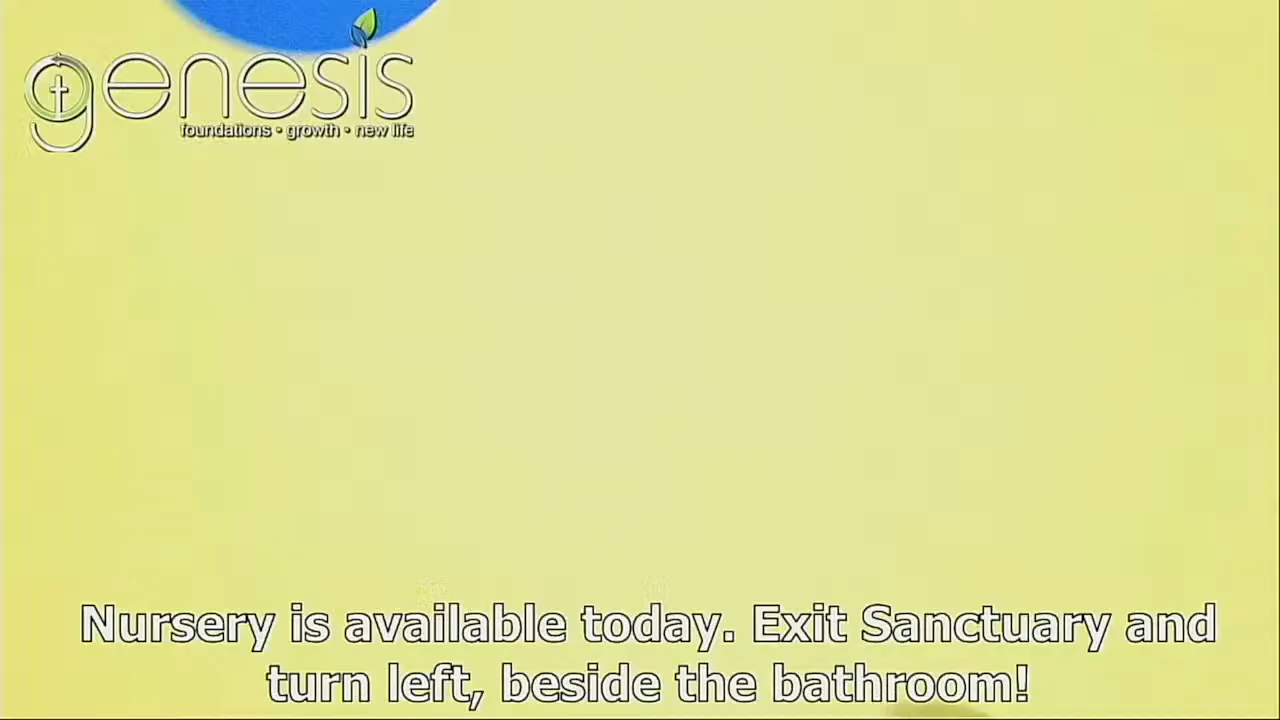 genesis
foundations • growth • new life
Nursery is available today. Exit Sanctuary and
turn left, beside the bathroom!